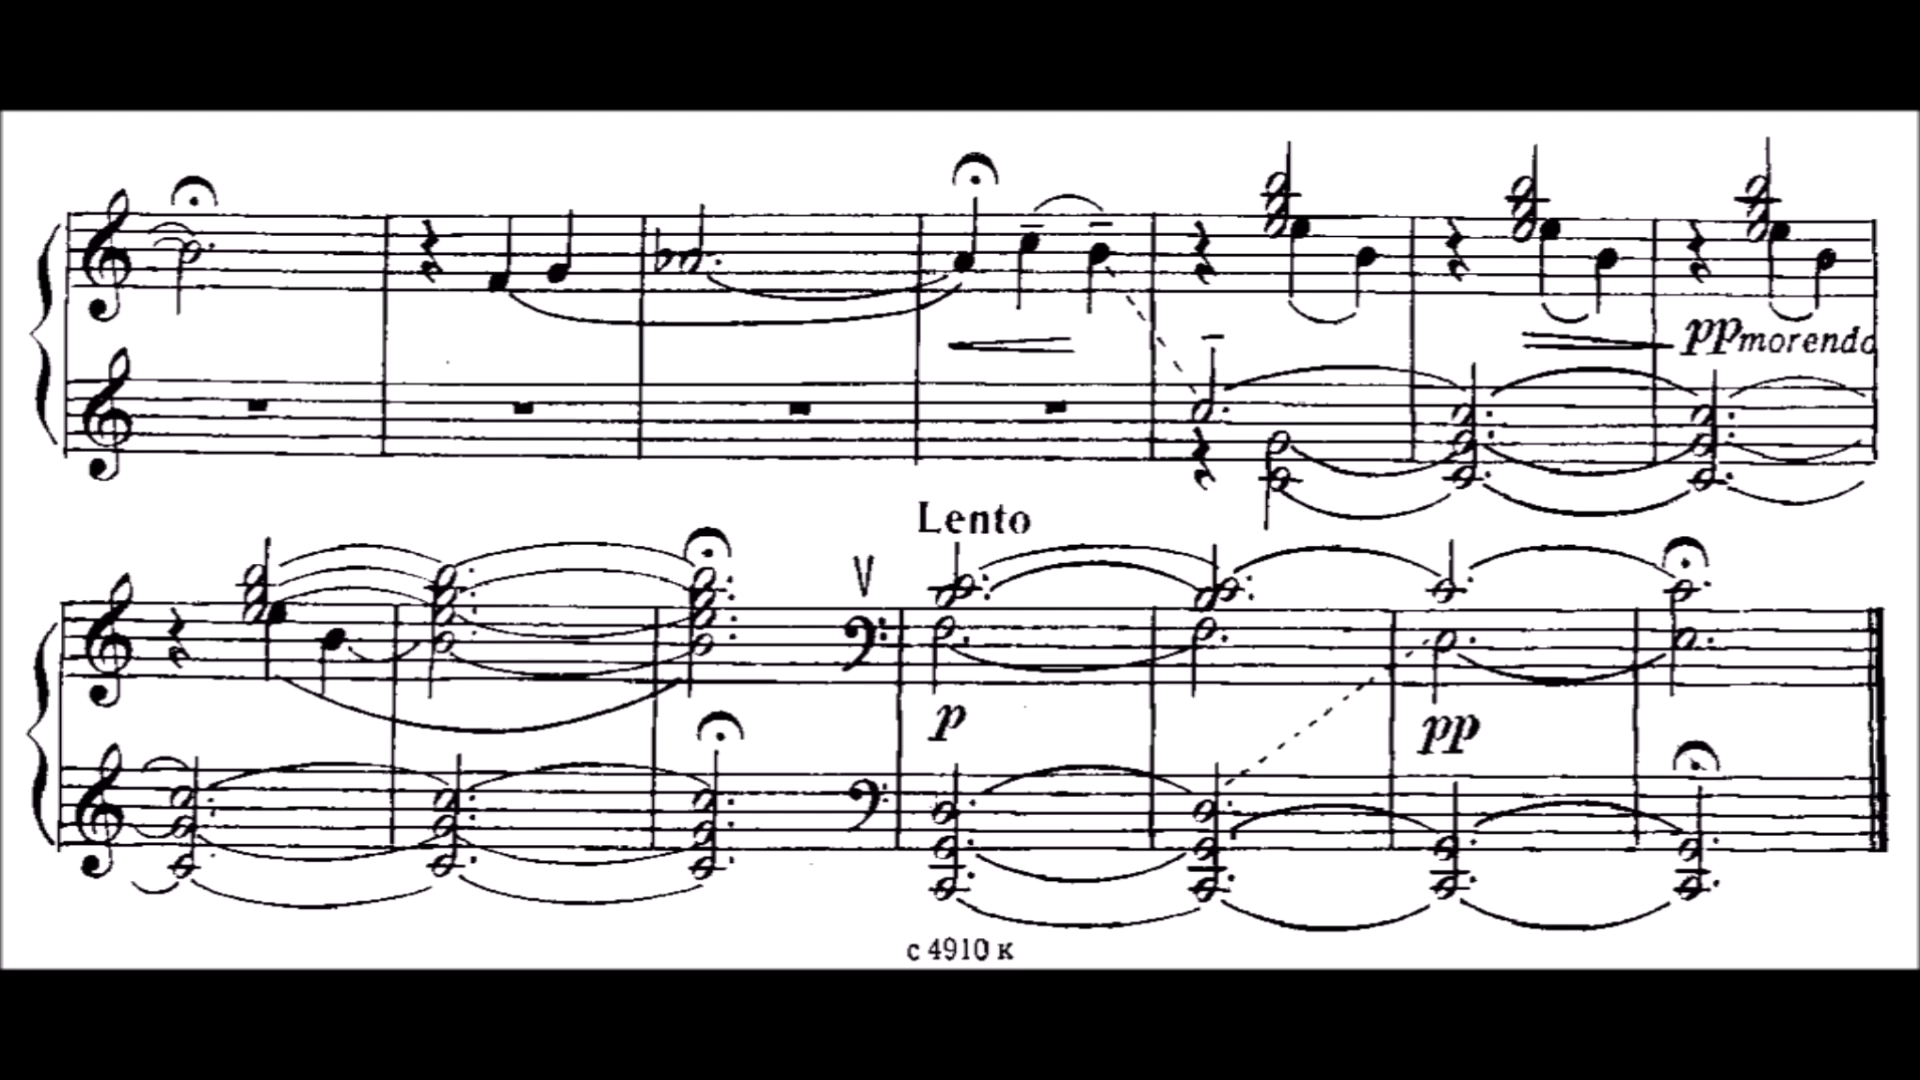 pp morendo
Lento
V
p
pp
с 4910 к